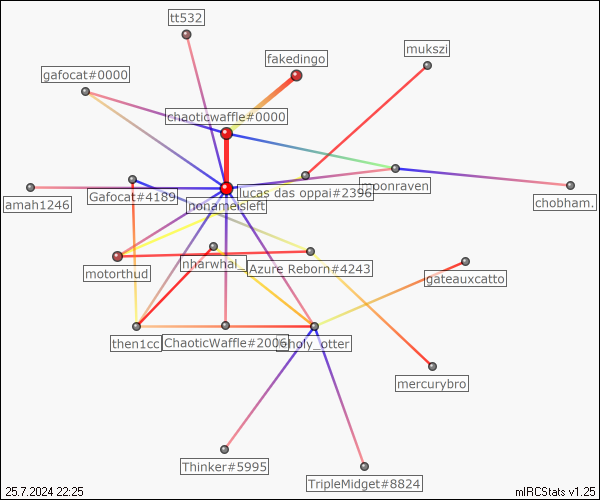 tt532
fakedingo
mukszi
gafocat#0000
chaoticwaffle#0000
lucas das oppai#2396
moonraven
amah1246
Gafocat#4189
nonameisleft
chobham.
nharwhal_
Azure Reborn#4243
motorthud
gateauxcatto
then1cc
ChaoticWaffle#2006
holy_otter
mercurybro
Thinker#5995
TripleMidget#8824
25.7.2024 22:25
mIRCStats v1.25